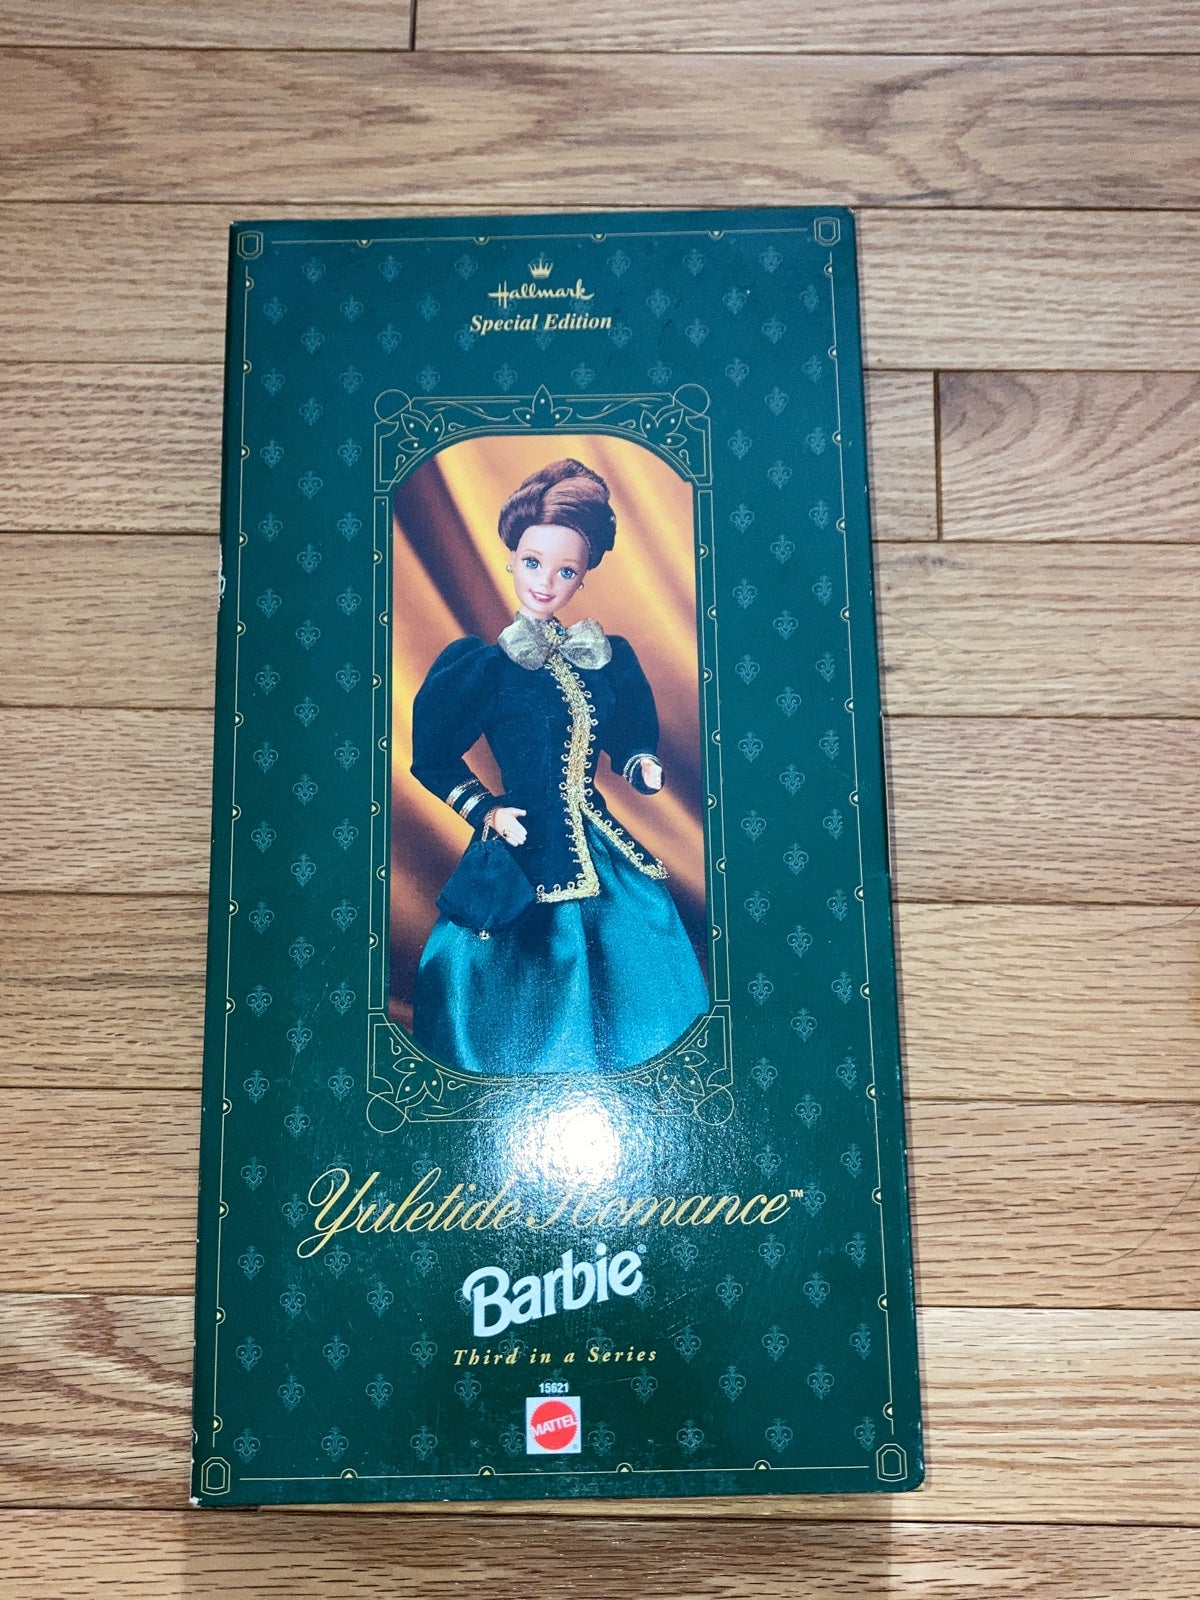 Hallmark
Special Edition
Yuletide Romance™
Barbie®
Third in a Series
15621
MATTEL